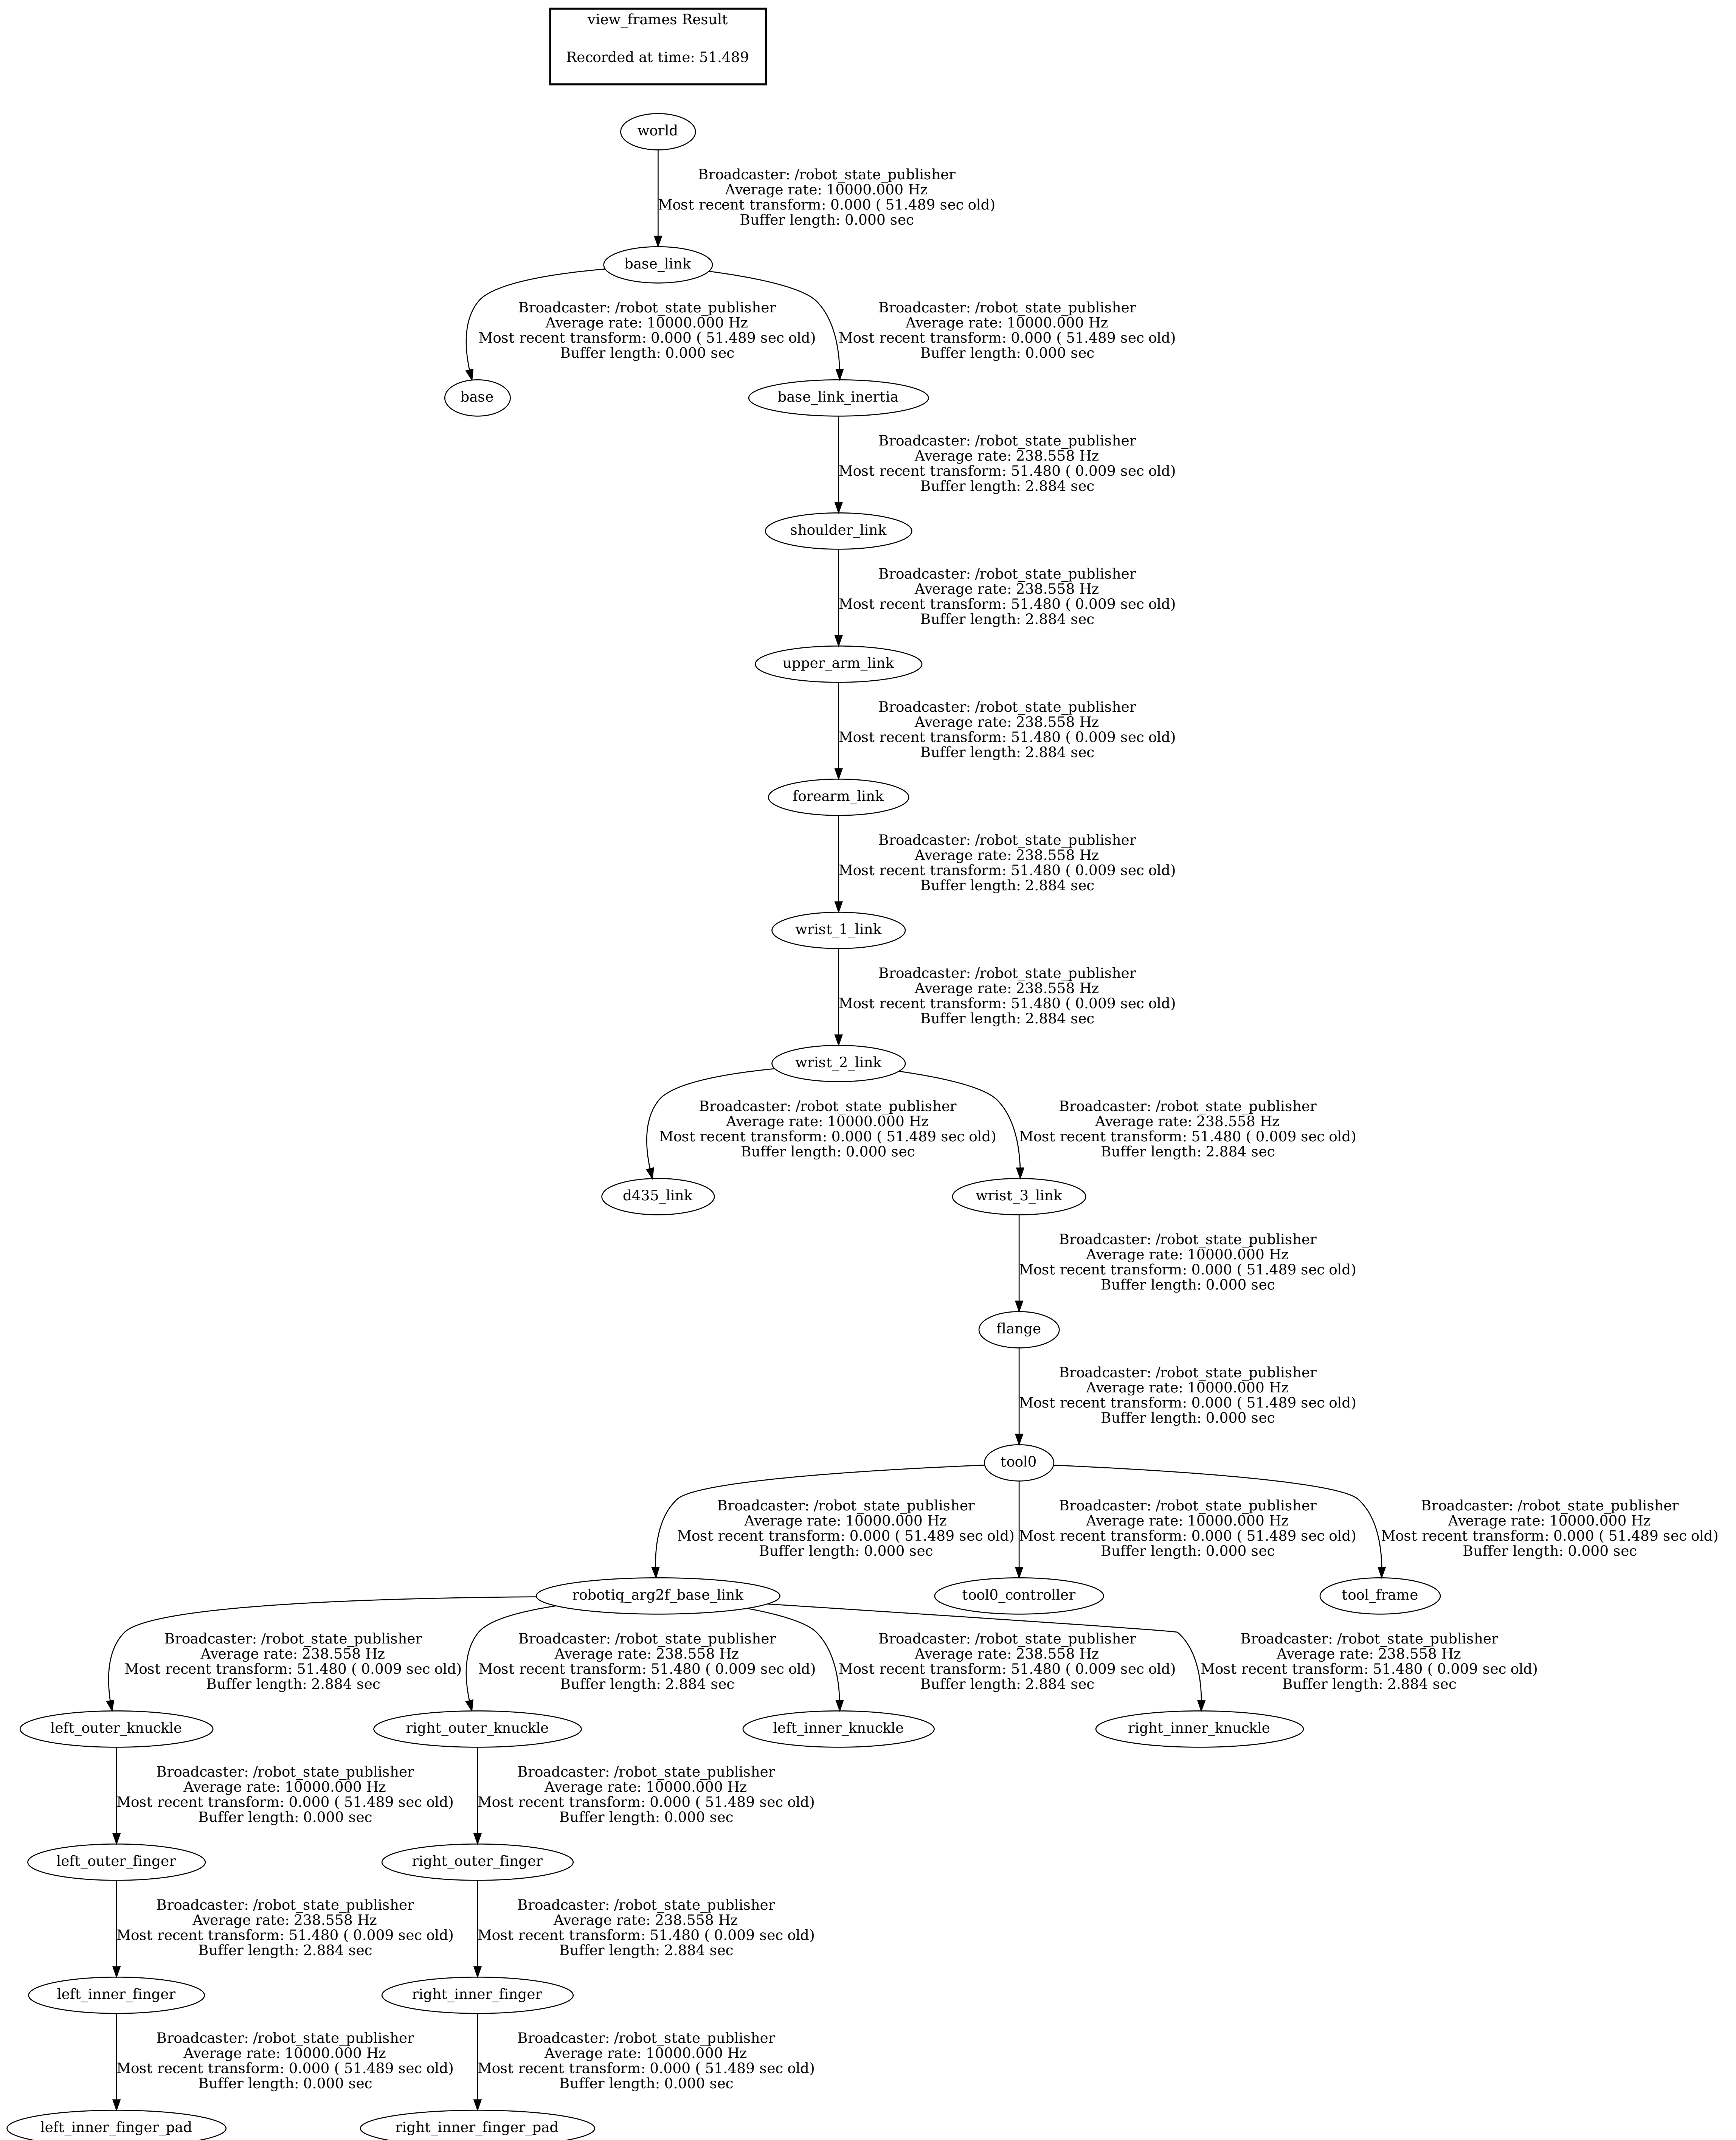 view_frames Result
Recorded at time: 51.489
world
Broadcaster: /robot_state_publisher
Average rate: 10000.000 Hz
Most recent transform: 0.000 ( 51.489 sec old)
Buffer length: 0.000 sec
base_link
Broadcaster: /robot_state_publisher
Average rate: 10000.000 Hz
Most recent transform: 0.000 ( 51.489 sec old)
Buffer length: 0.000 sec
Broadcaster: /robot_state_publisher
Average rate: 10000.000 Hz
Most recent transform: 0.000 ( 51.489 sec old)
Buffer length: 0.000 sec
base
base_link_inertia
Broadcaster: /robot_state_publisher
Average rate: 238.558 Hz
Most recent transform: 51.480 ( 0.009 sec old)
Buffer length: 2.884 sec
shoulder_link
Broadcaster: /robot_state_publisher
Average rate: 238.558 Hz
Most recent transform: 51.480 ( 0.009 sec old)
Buffer length: 2.884 sec
upper_arm_link
Broadcaster: /robot_state_publisher
Average rate: 238.558 Hz
Most recent transform: 51.480 ( 0.009 sec old)
Buffer length: 2.884 sec
forearm_link
Broadcaster: /robot_state_publisher
Average rate: 238.558 Hz
Most recent transform: 51.480 ( 0.009 sec old)
Buffer length: 2.884 sec
wrist_1_link
Broadcaster: /robot_state_publisher
Average rate: 238.558 Hz
Most recent transform: 51.480 ( 0.009 sec old)
Buffer length: 2.884 sec
wrist_2_link
Broadcaster: /robot_state_publisher
Average rate: 10000.000 Hz
Most recent transform: 0.000 ( 51.489 sec old)
Buffer length: 0.000 sec
Broadcaster: /robot_state_publisher
Average rate: 238.558 Hz
Most recent transform: 51.480 ( 0.009 sec old)
Buffer length: 2.884 sec
d435_link
wrist_3_link
Broadcaster: /robot_state_publisher
Average rate: 10000.000 Hz
Most recent transform: 0.000 ( 51.489 sec old)
Buffer length: 0.000 sec
flange
Broadcaster: /robot_state_publisher
Average rate: 10000.000 Hz
Most recent transform: 0.000 ( 51.489 sec old)
Buffer length: 0.000 sec
tool0
Broadcaster: /robot_state_publisher
Average rate: 10000.000 Hz
Most recent transform: 0.000 ( 51.489 sec old)
Buffer length: 0.000 sec
Broadcaster: /robot_state_publisher
Average rate: 10000.000 Hz
Most recent transform: 0.000 ( 51.489 sec old)
Buffer length: 0.000 sec
Broadcaster: /robot_state_publisher
Average rate: 10000.000 Hz
Most recent transform: 0.000 ( 51.489 sec old)
Buffer length: 0.000 sec
robotiq_arg2f_base_link
tool0_controller
tool_frame
Broadcaster: /robot_state_publisher
Average rate: 238.558 Hz
Most recent transform: 51.480 ( 0.009 sec old)
Buffer length: 2.884 sec
Broadcaster: /robot_state_publisher
Average rate: 238.558 Hz
Most recent transform: 51.480 ( 0.009 sec old)
Buffer length: 2.884 sec
Broadcaster: /robot_state_publisher
Average rate: 238.558 Hz
Most recent transform: 51.480 ( 0.009 sec old)
Buffer length: 2.884 sec
Broadcaster: /robot_state_publisher
Average rate: 238.558 Hz
Most recent transform: 51.480 ( 0.009 sec old)
Buffer length: 2.884 sec
left_outer_knuckle
right_outer_knuckle
left_inner_knuckle
right_inner_knuckle
Broadcaster: /robot_state_publisher
Average rate: 10000.000 Hz
Most recent transform: 0.000 ( 51.489 sec old)
Buffer length: 0.000 sec
Broadcaster: /robot_state_publisher
Average rate: 10000.000 Hz
Most recent transform: 0.000 ( 51.489 sec old)
Buffer length: 0.000 sec
left_outer_finger
right_outer_finger
Broadcaster: /robot_state_publisher
Average rate: 238.558 Hz
Most recent transform: 51.480 ( 0.009 sec old)
Buffer length: 2.884 sec
Broadcaster: /robot_state_publisher
Average rate: 238.558 Hz
Most recent transform: 51.480 ( 0.009 sec old)
Buffer length: 2.884 sec
left_inner_finger
right_inner_finger
Broadcaster: /robot_state_publisher
Average rate: 10000.000 Hz
Most recent transform: 0.000 ( 51.489 sec old)
Buffer length: 0.000 sec
Broadcaster: /robot_state_publisher
Average rate: 10000.000 Hz
Most recent transform: 0.000 ( 51.489 sec old)
Buffer length: 0.000 sec
left_inner_finger_pad
right_inner_finger_pad